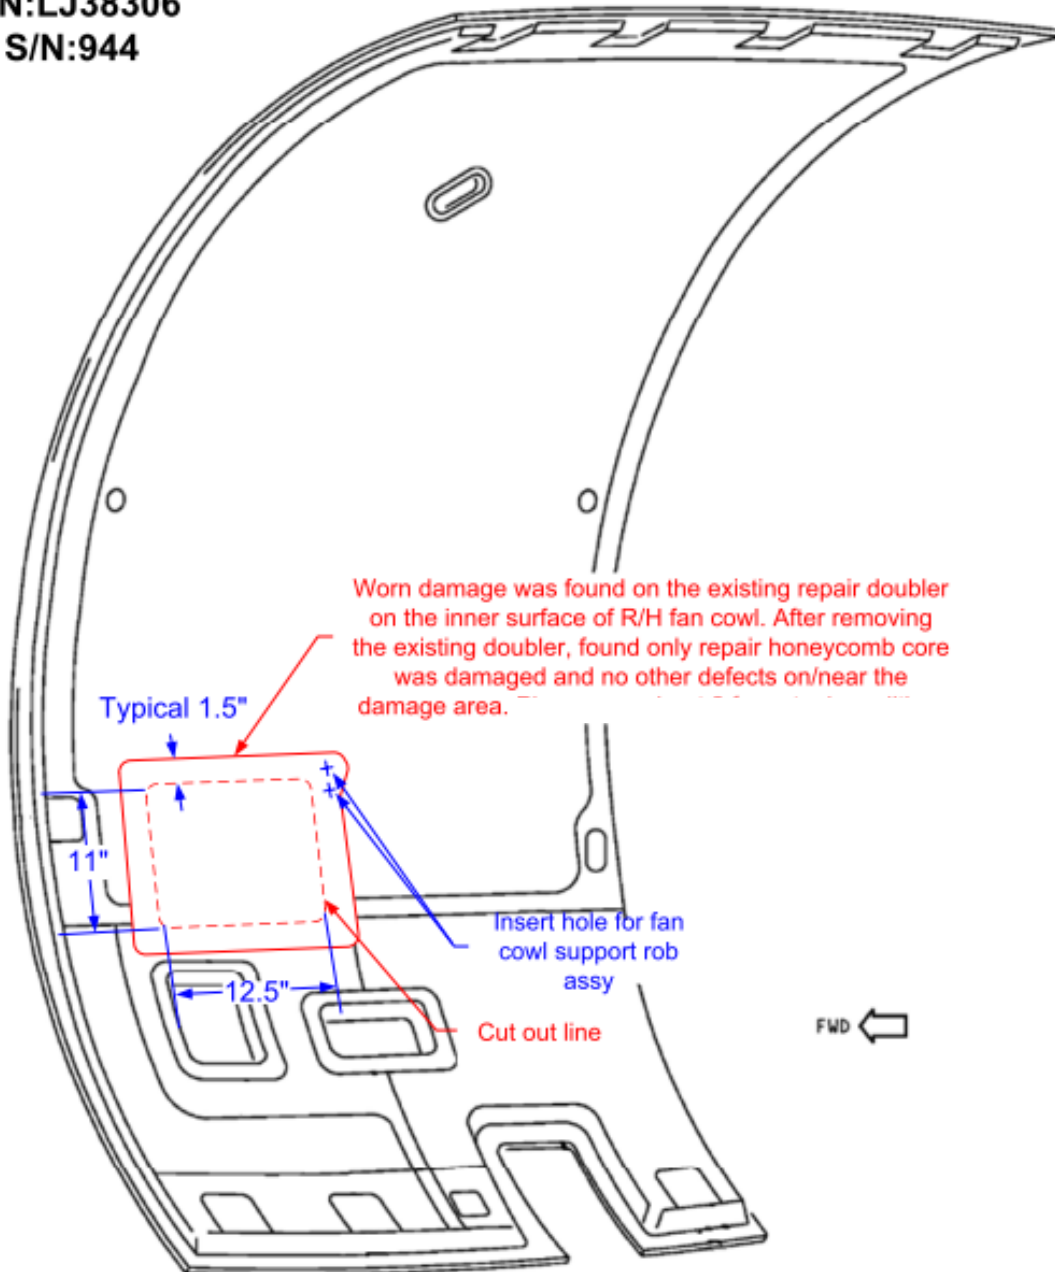 N:LJ38306
S/N:944
Worn damage was found on the existing repair doubler
on the inner surface of R/H fan cowl. After removing
the existing doubler, found only repair honeycomb core
was damaged and no other defects on/near the
damage area.
Typical 1.5"
11"
Insert hole for fan
cowl support rob
assy
12.5"
Cut out line
FWD